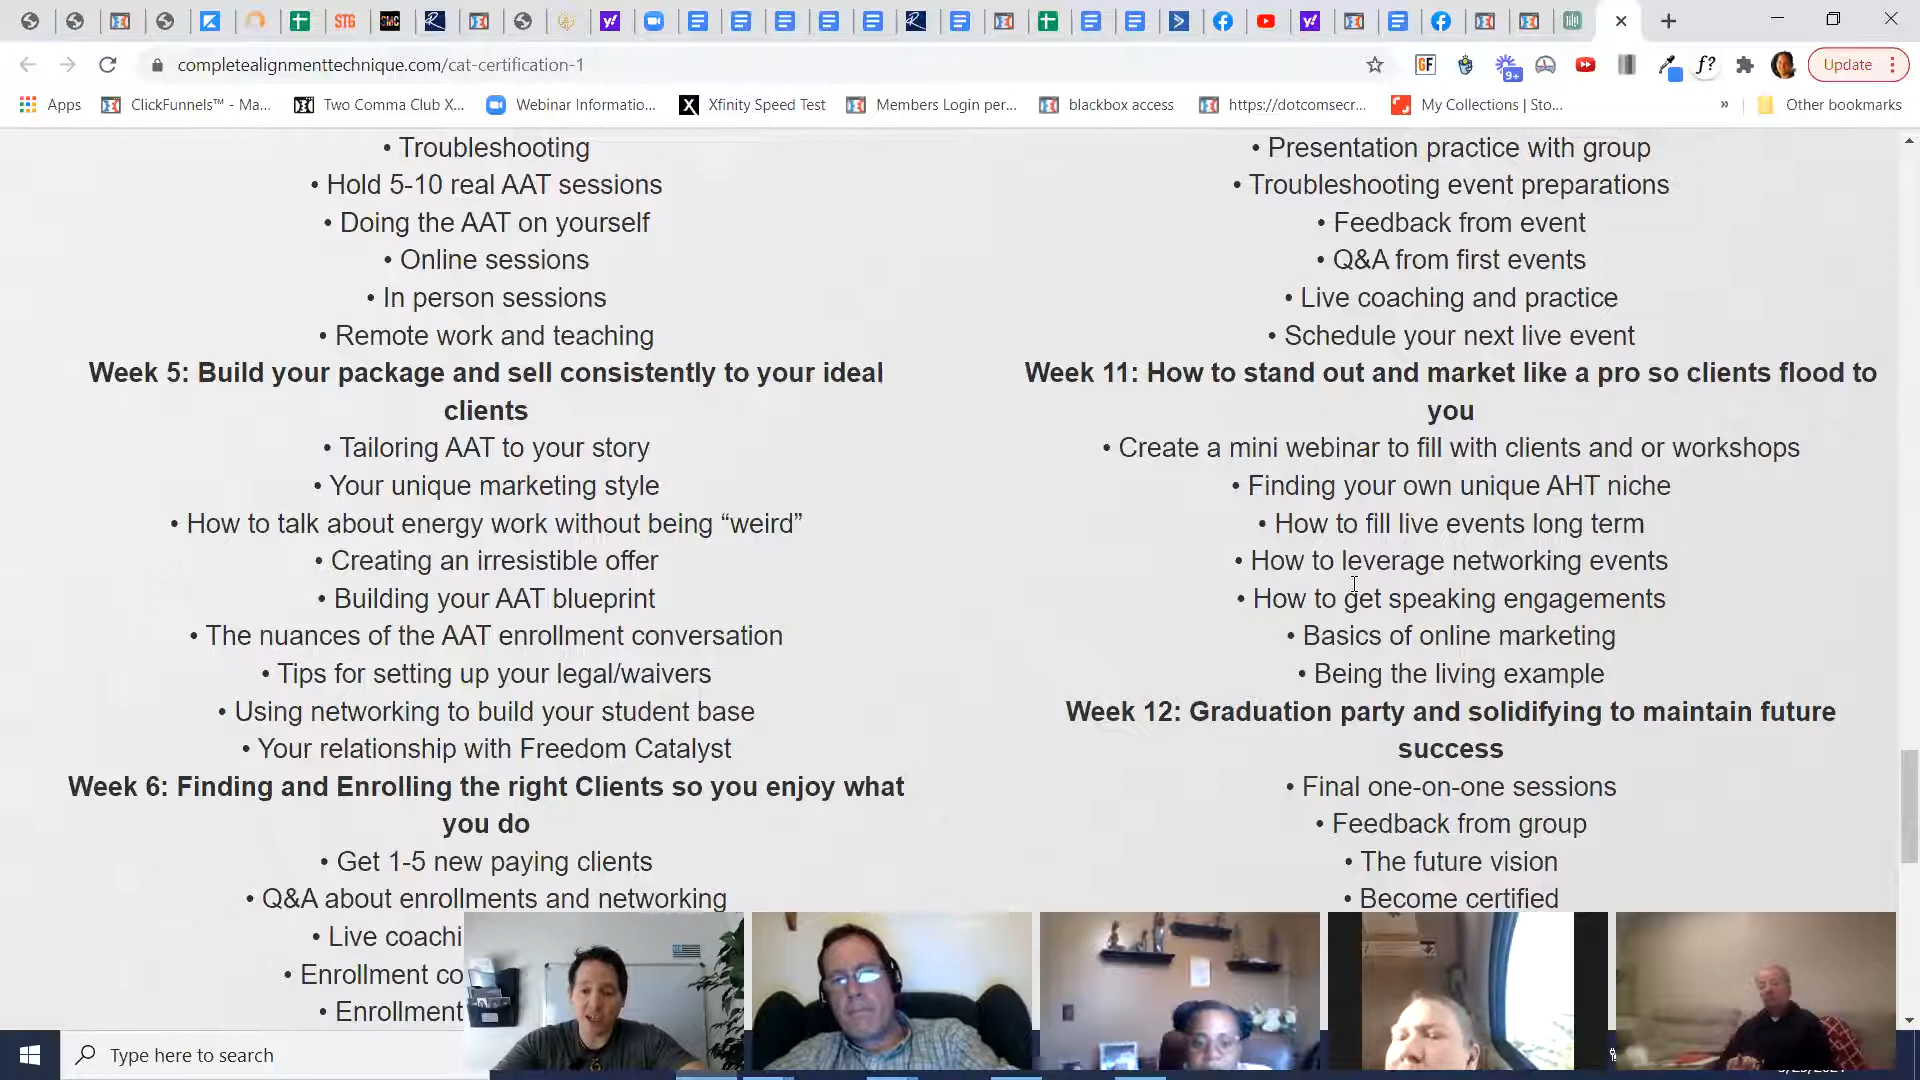 STG
GMC
completealignmenttechnique.com/cat-certification-1
GF
9+
f?
Update
Apps
ClickFunnels™ - Ma...
Two Comma Club X...
Webinar Informatio...
Xfinity Speed Test
Members Login per...
blackbox access
https://dotcomsecr...
My Collections | Sto...
»
Other bookmarks
• Troubleshooting
• Hold 5-10 real AAT sessions
• Doing the AAT on yourself
• Online sessions
• In person sessions
• Remote work and teaching
Week 5: Build your package and sell consistently to your ideal
clients
• Tailoring AAT to your story
• Your unique marketing style
• How to talk about energy work without being “weird”
• Creating an irresistible offer
• Building your AAT blueprint
• The nuances of the AAT enrollment conversation
• Tips for setting up your legal/waivers
• Using networking to build your student base
• Your relationship with Freedom Catalyst
Week 6: Finding and Enrolling the right Clients so you enjoy what
you do
• Get 1-5 new paying clients
• Q&A about enrollments and networking
• Live coachi
• Enrollment co
• Enrollment
• Presentation practice with group
• Troubleshooting event preparations
• Feedback from event
• Q&A from first events
• Live coaching and practice
• Schedule your next live event
Week 11: How to stand out and market like a pro so clients flood to
you
• Create a mini webinar to fill with clients and or workshops
• Finding your own unique AHT niche
• How to fill live events long term
• How to leverage networking events
• How to get speaking engagements
• Basics of online marketing
• Being the living example
Week 12: Graduation party and solidifying to maintain future
success
• Final one-on-one sessions
• Feedback from group
• The future vision
• Become certified
Type here to search